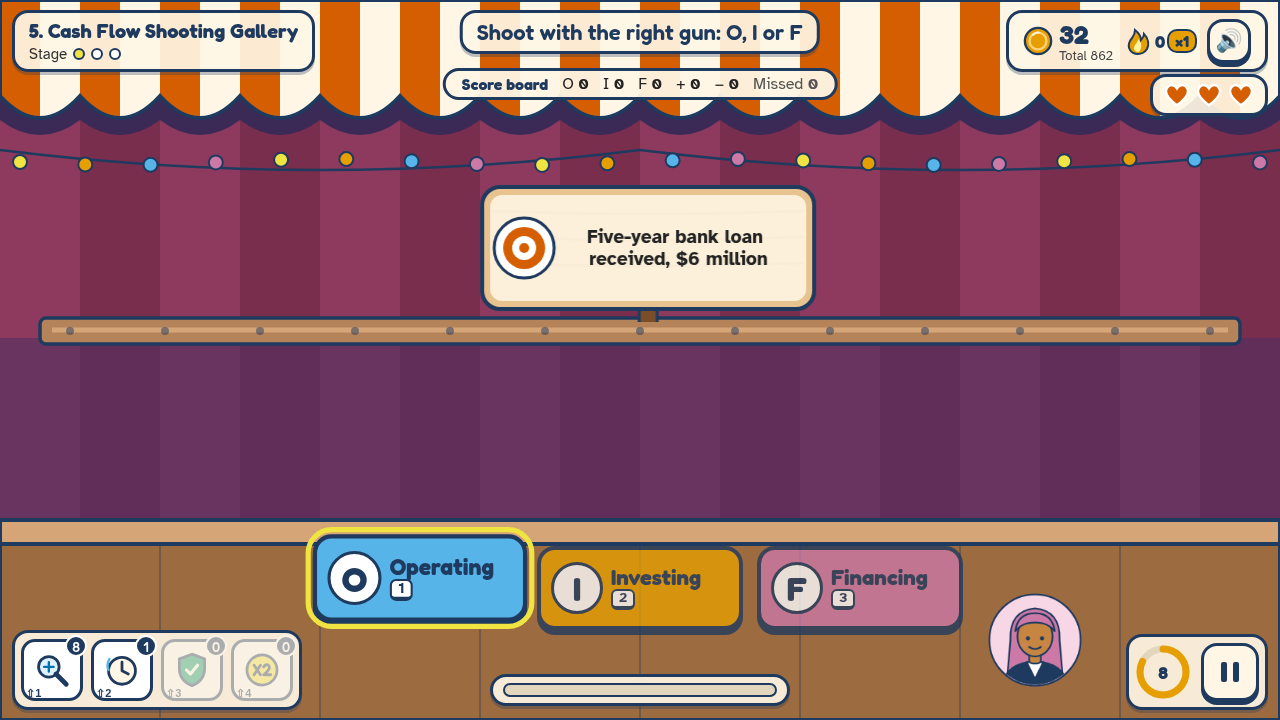 5. Cash Flow Shooting Gallery
Stage
Shoot with the right gun: O, I or F
Score board O 0 I 0 F 0 + 0 – 0 Missed 0
32
Total 862
0
x1
Five-year bank loan
received, $6 million
O
Operating
1
I
Investing
2
F
Financing
3
8
⇧1
1
⇧2
0
⇧3
X2
0
⇧4
8